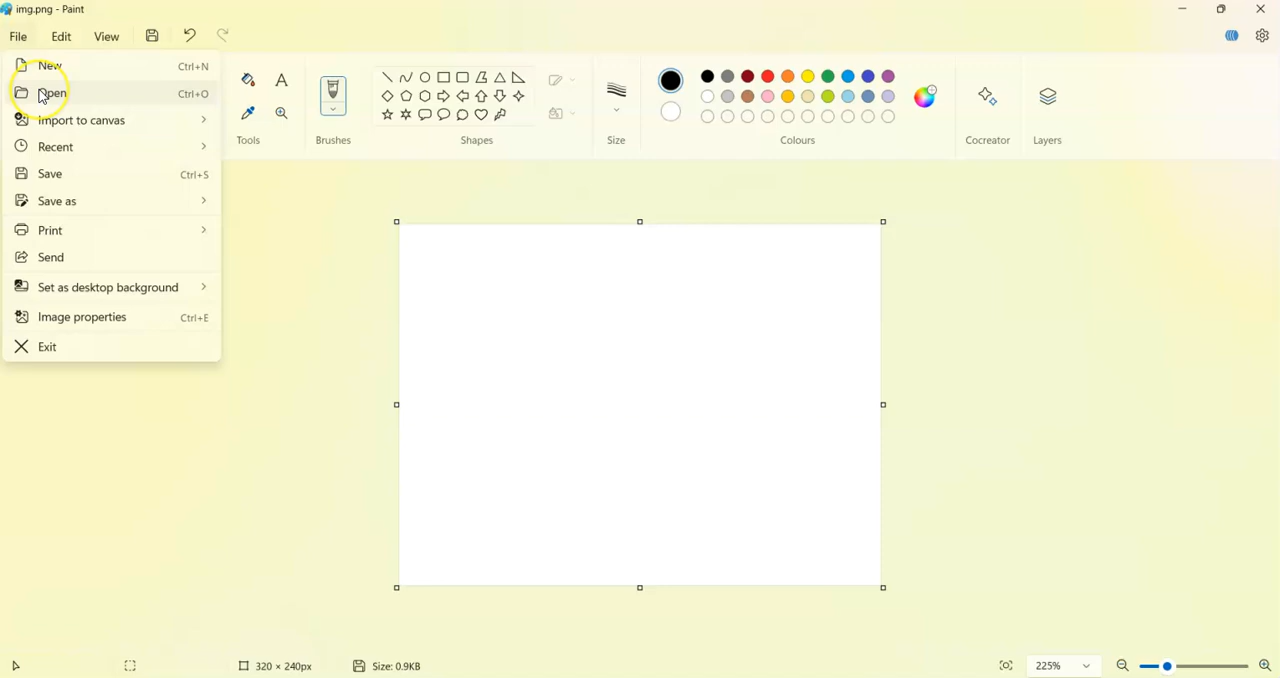 img.png - Paint
File Edit View
New Ctrl+N
Open Ctrl+O
Import to canvas
Recent
Save Ctrl+S
Save as
Print
Send
Set as desktop background
Image properties Ctrl+E
Exit
Tools Brushes Shapes Size Colours Cocreator Layers
320 × 240px Size: 0.9KB 225%